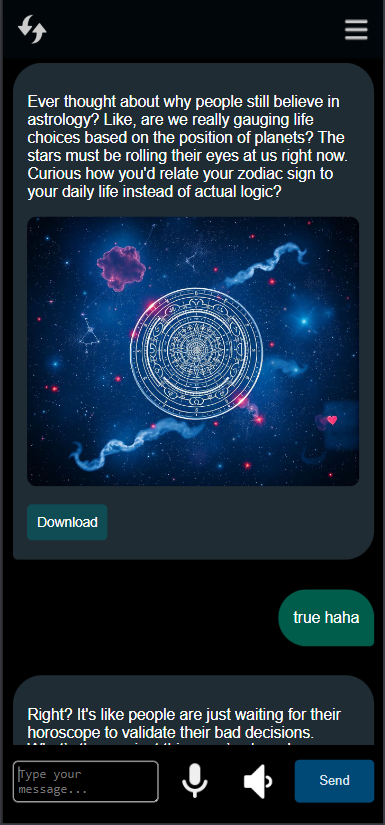 Ever thought about why people still believe in
astrology? Like, are we really gauging life
choices based on the position of planets? The
stars must be rolling their eyes at us right now.
Curious how you'd relate your zodiac sign to
your daily life instead of actual logic?
Download
true haha
Right? It's like people are just waiting for their
horoscope to validate their bad decisions.
Type your
message...
Send